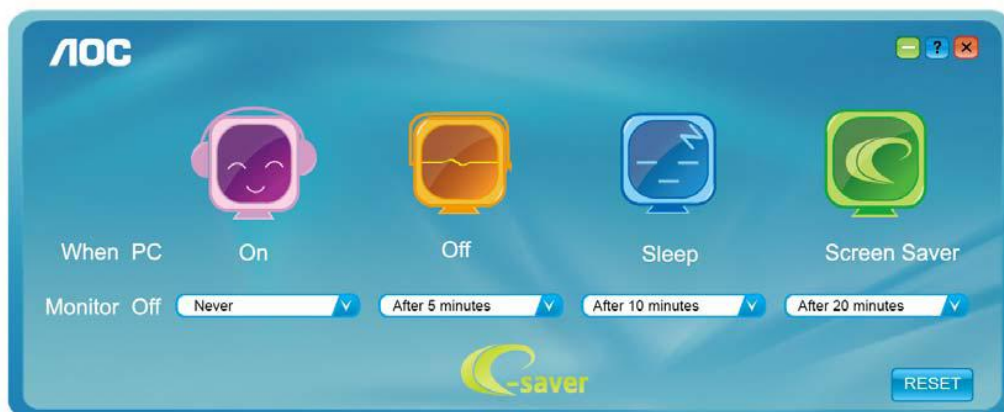 AOC
?
When PC On Off Sleep Screen Saver
Monitor Off Never After 5 minutes After 10 minutes After 20 minutes
e-saver
RESET